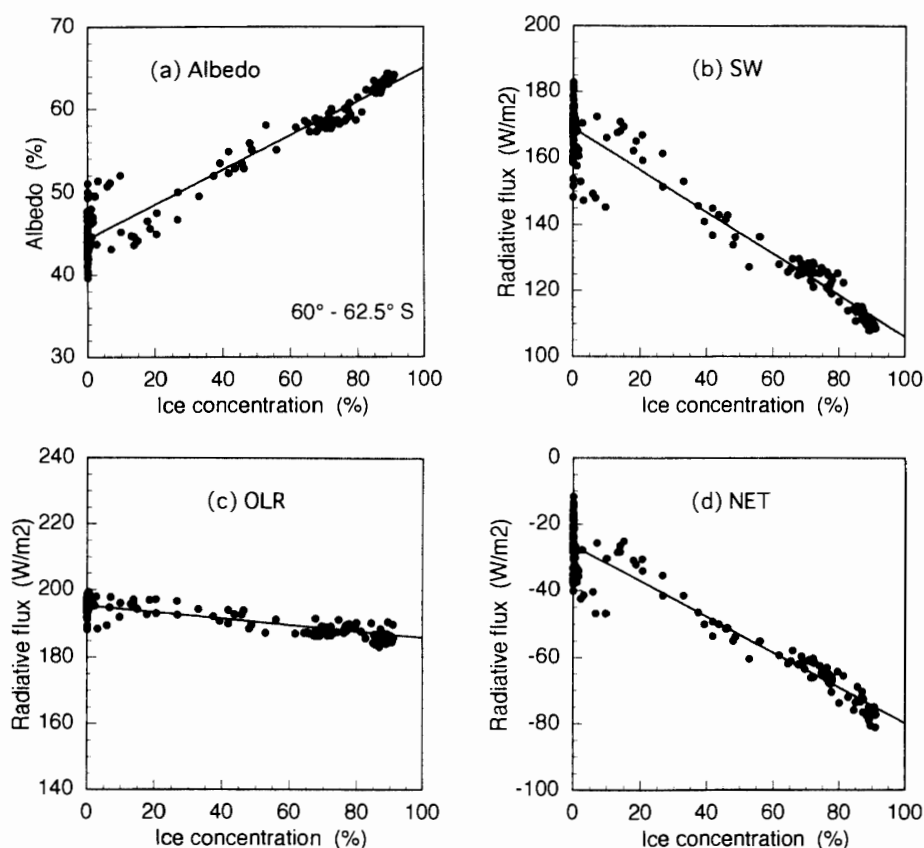 (a) Albedo
Albedo (%)
70
60
50
40
30
60° - 62.5° S
0 20 40 60 80 100
Ice concentration (%)
(b) SW
Radiative flux (W/m2)
200
180
160
140
120
100
0 20 40 60 80 100
Ice concentration (%)
(c) OLR
Radiative flux (W/m2)
240
220
200
180
160
140
0 20 40 60 80 100
Ice concentration (%)
(d) NET
Radiative flux (W/m2)
-0
-20
-40
-60
-80
-100
0 20 40 60 80 100
Ice concentration (%)